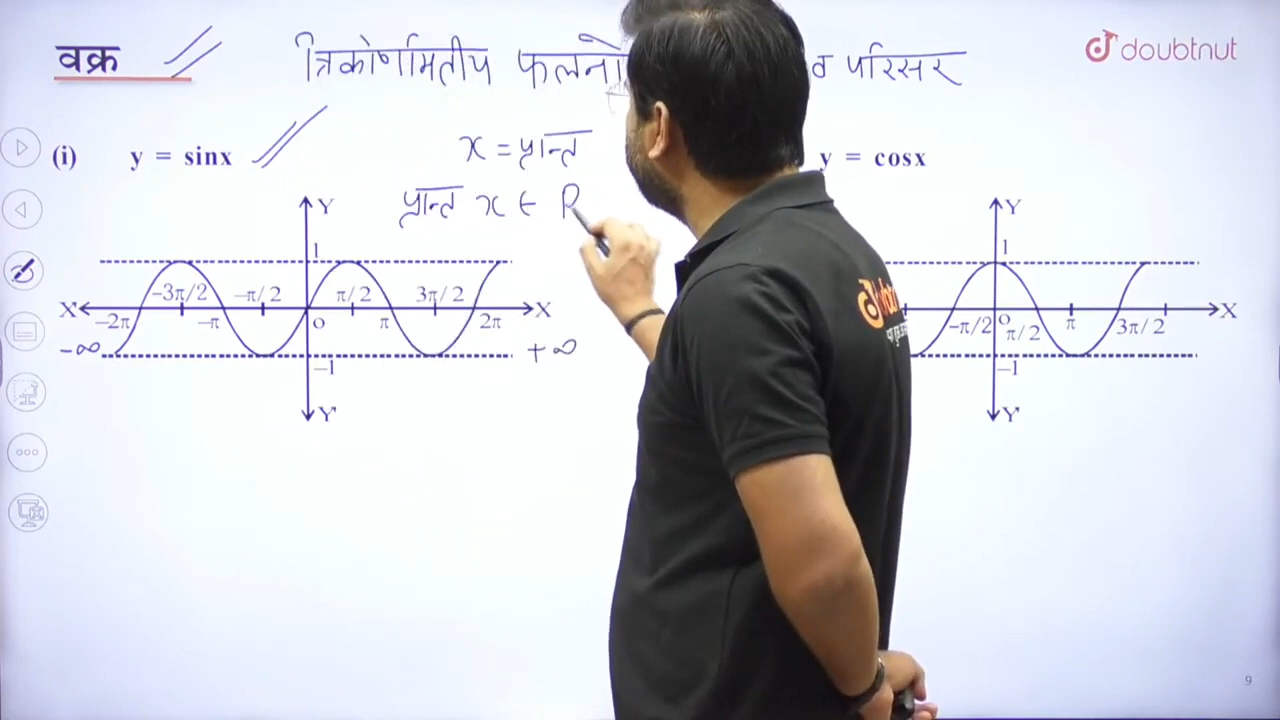 वक्र
त्रिकोणमितीय फलनो व परिसर
doubtnut
(i) y = sinx
x = प्रान्त
y = cosx
प्रान्त x ∈ R
Y
1
X' -2π -3π/2 -π -π/2 o π/2 π 3π/2 2π X
-∞ +∞
-1
Y'
Y
1
-π/2 o π/2 π 3π/2 X
-1
Y'
9